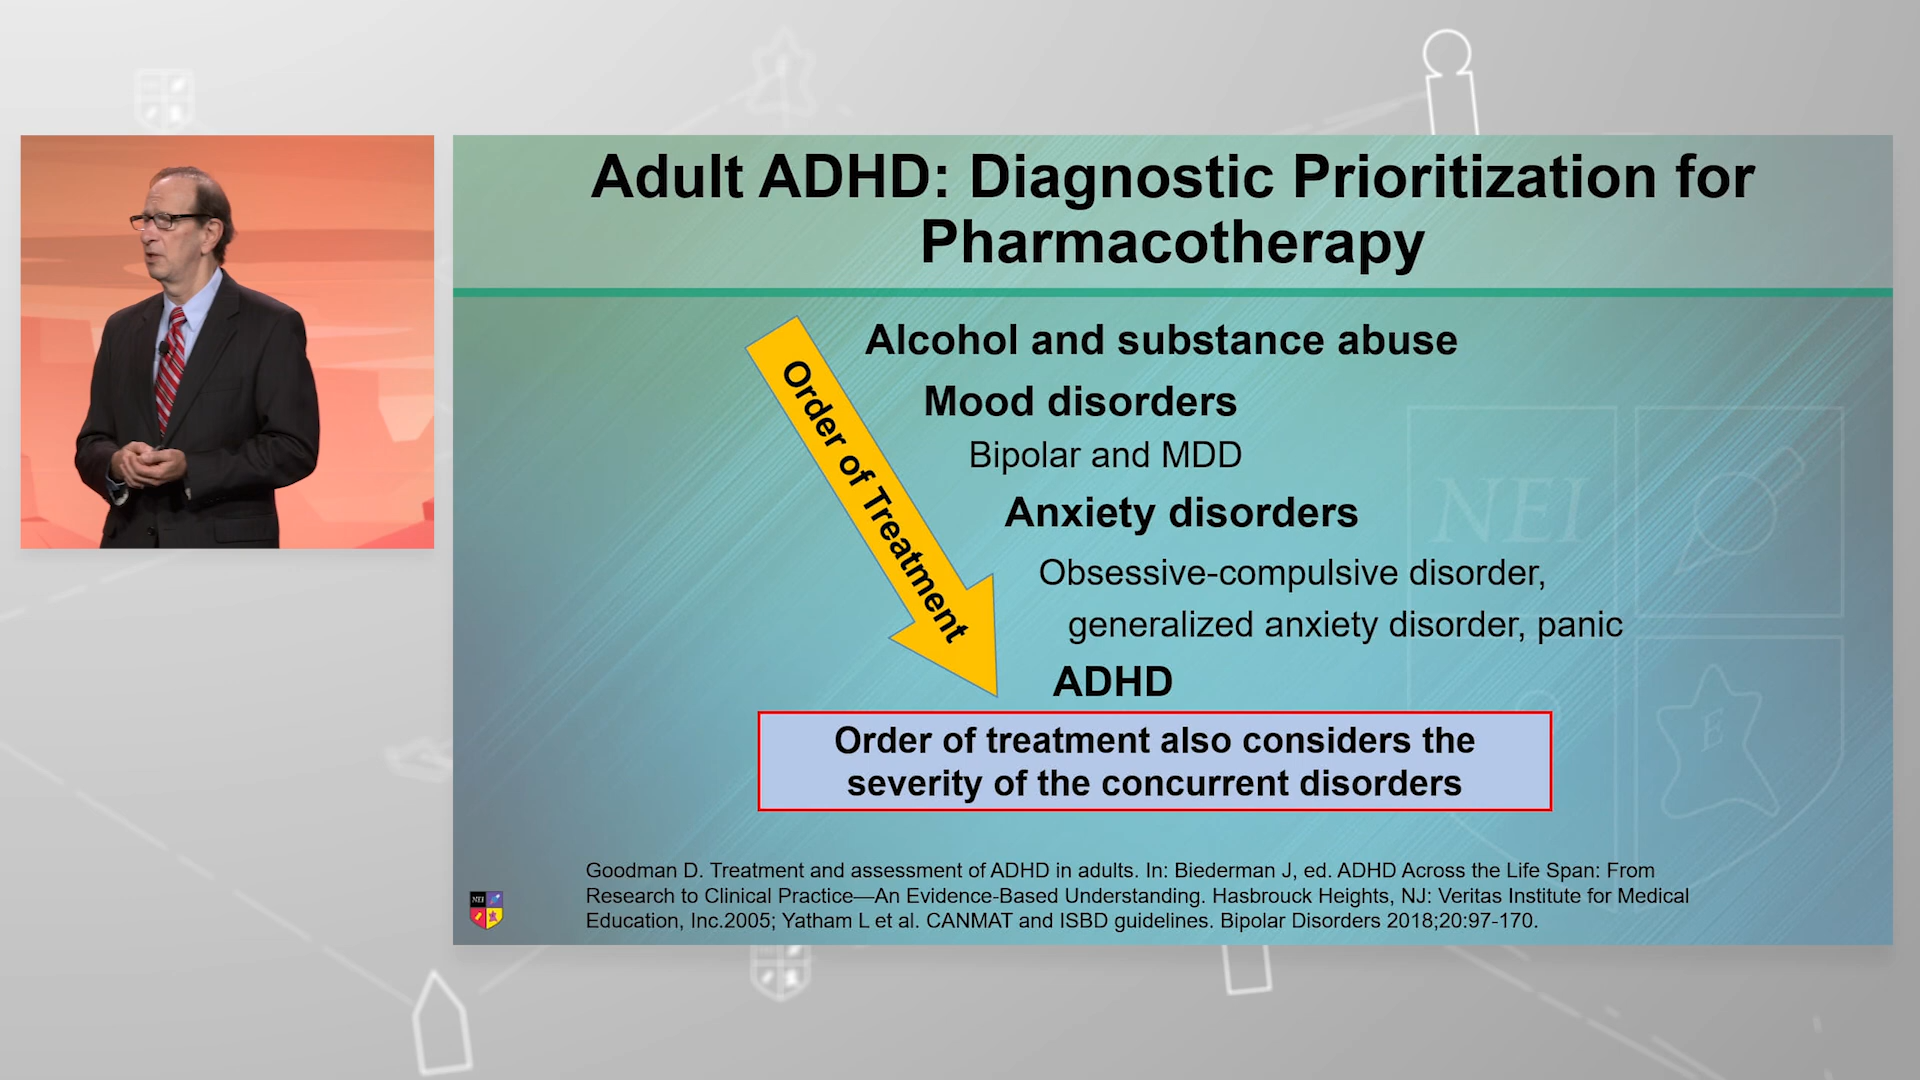 Adult ADHD: Diagnostic Prioritization for
Pharmacotherapy
Order of Treatment
Alcohol and substance abuse
Mood disorders
Bipolar and MDD
Anxiety disorders
Obsessive-compulsive disorder,
generalized anxiety disorder, panic
ADHD
Order of treatment also considers the
severity of the concurrent disorders
NEI
E
Goodman D. Treatment and assessment of ADHD in adults. In: Biederman J, ed. ADHD Across the Life Span: From
Research to Clinical Practice—An Evidence-Based Understanding. Hasbrouck Heights, NJ: Veritas Institute for Medical
Education, Inc.2005; Yatham L et al. CANMAT and ISBD guidelines. Bipolar Disorders 2018;20:97-170.
NEI